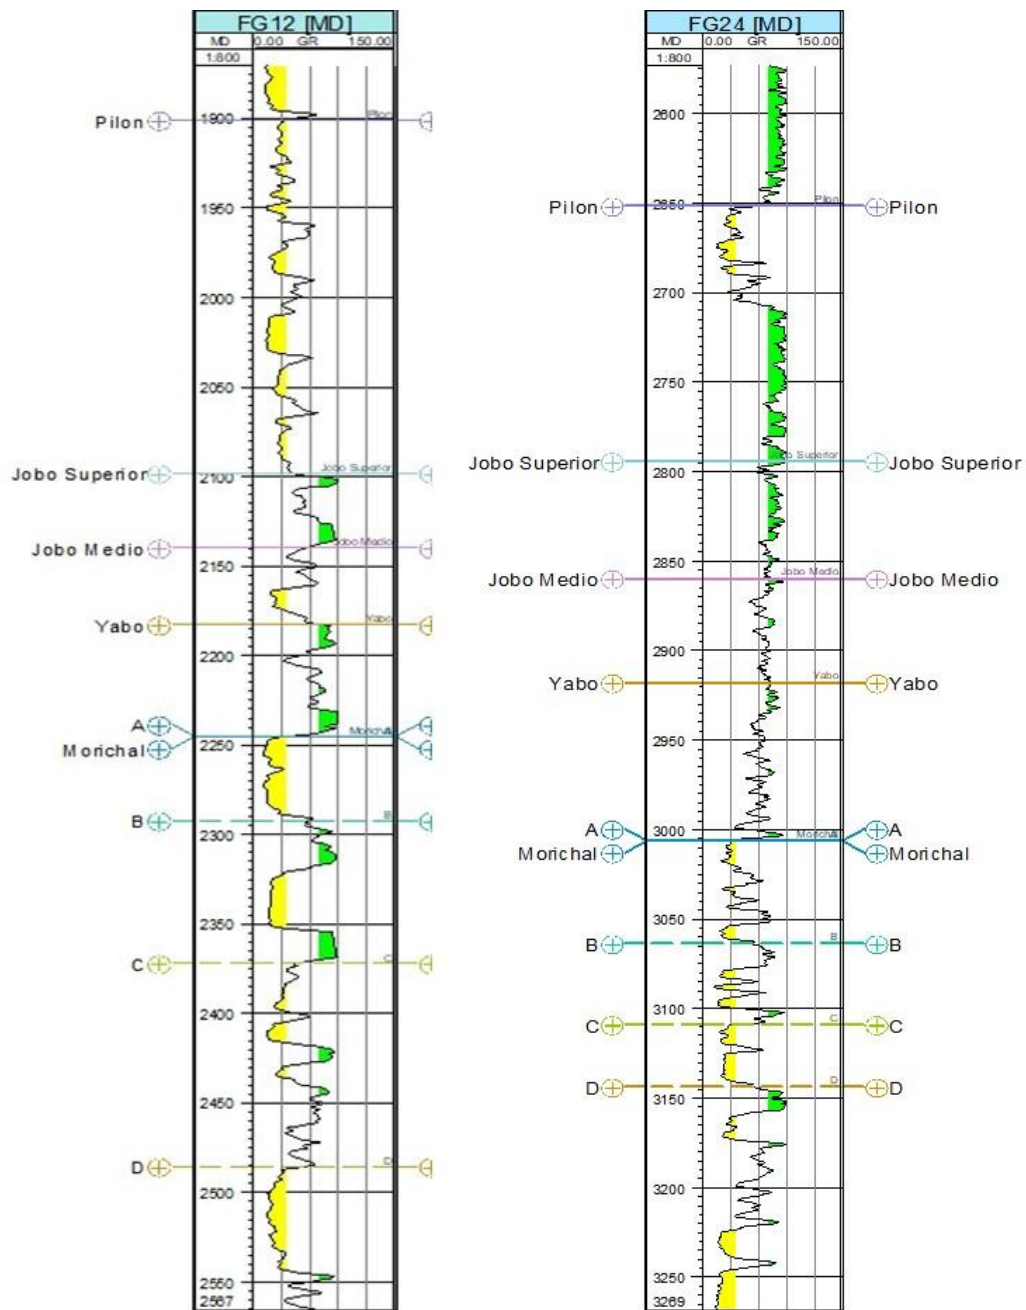 FG12 [MD]
MD 0.00 GR 150.00
1:800
1900
Pilon
Pilon
1950
2000
2050
Jobo Superior
Jobo Superior
2100
Jobo Medio
Jobo Medio
2150
Yabo
Yabo
2200
A
Morichal
2250
Morichal
B
B
2300
2350
C
C
2400
2450
D
D
2500
2550
2567
FG24 [MD]
MD 0.00 GR 150.00
1:800
2600
Pilon
2650
Pilon
Pilon
2700
2750
Jobo Superior
Jobo Superior
Jobo Superior
2800
2850
Jobo Medio
Jobo Medio
Jobo Medio
2900
Yabo
Yabo
Yabo
2950
A
3000
A
Morichal
Morichal
3050
B
B
B
3100
C
C
C
D
D
D
3150
3200
3250
3269